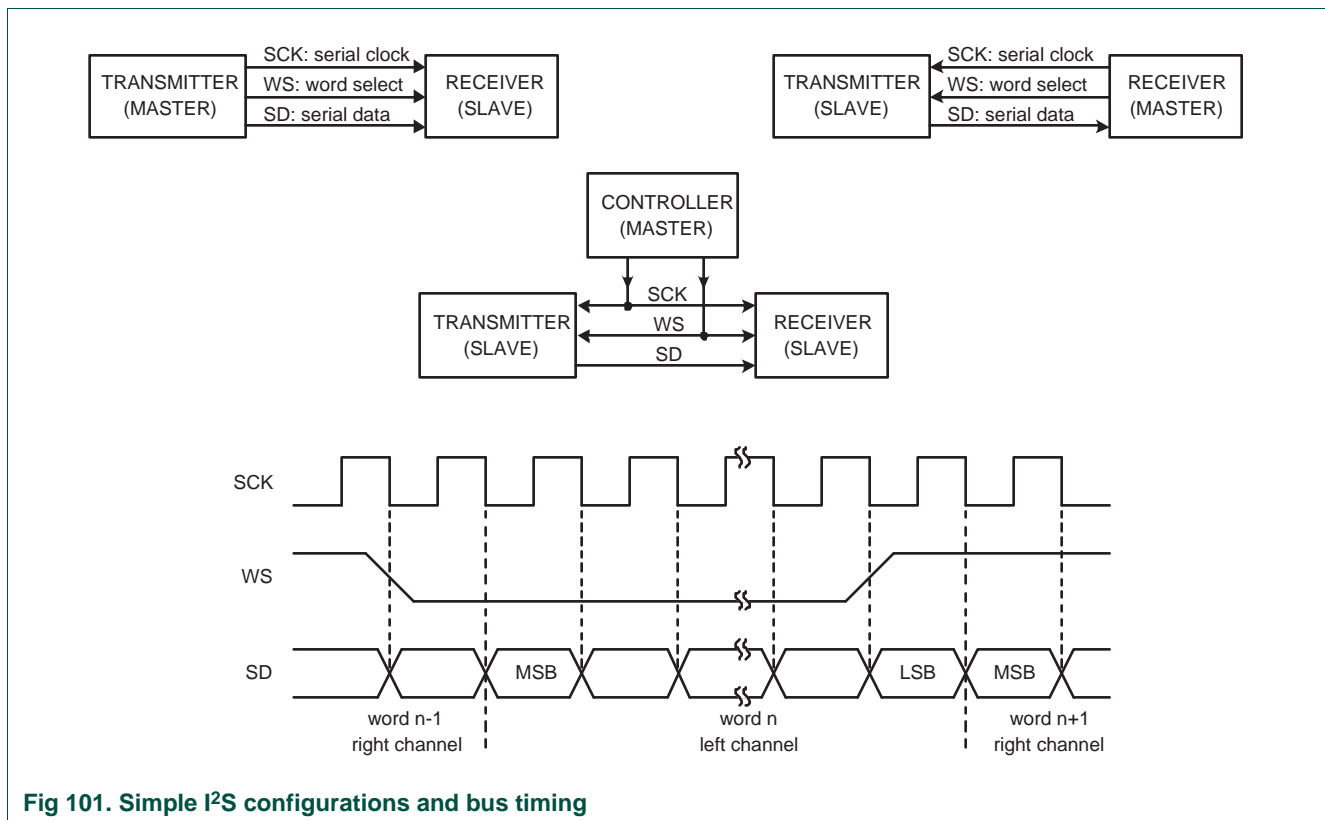 SCK: serial clock
TRANSMITTER
(MASTER)
WS: word select
RECEIVER
(SLAVE)
SD: serial data
SCK: serial clock
TRANSMITTER
(SLAVE)
WS: word select
RECEIVER
(MASTER)
SD: serial data
CONTROLLER
(MASTER)
SCK
TRANSMITTER
(SLAVE)
WS
RECEIVER
(SLAVE)
SD
SCK
WS
SD
MSB
LSB
MSB
word n-1
right channel
word n
left channel
word n+1
right channel
Fig 101. Simple I²S configurations and bus timing